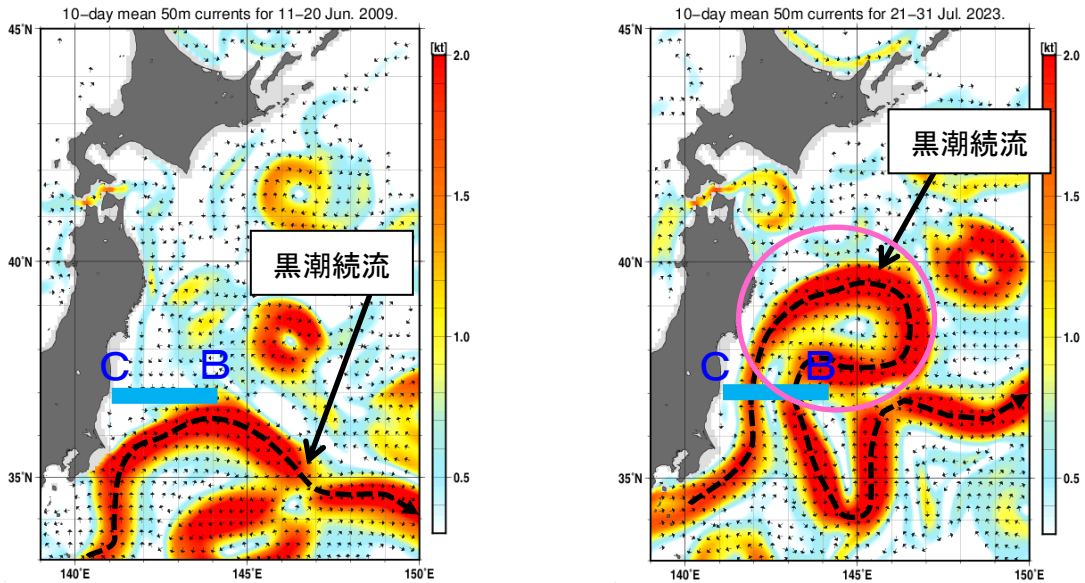 10-day mean 50m currents for 11-20 Jun. 2009.
45°N
40°N
35°N
140°E
145°E
150°E
[kt]
2.0
1.5
1.0
0.5
黒潮続流
C
B
10-day mean 50m currents for 21-31 Jul. 2023.
45°N
40°N
35°N
140°E
145°E
150°E
[kt]
2.0
1.5
1.0
0.5
黒潮続流
C
B